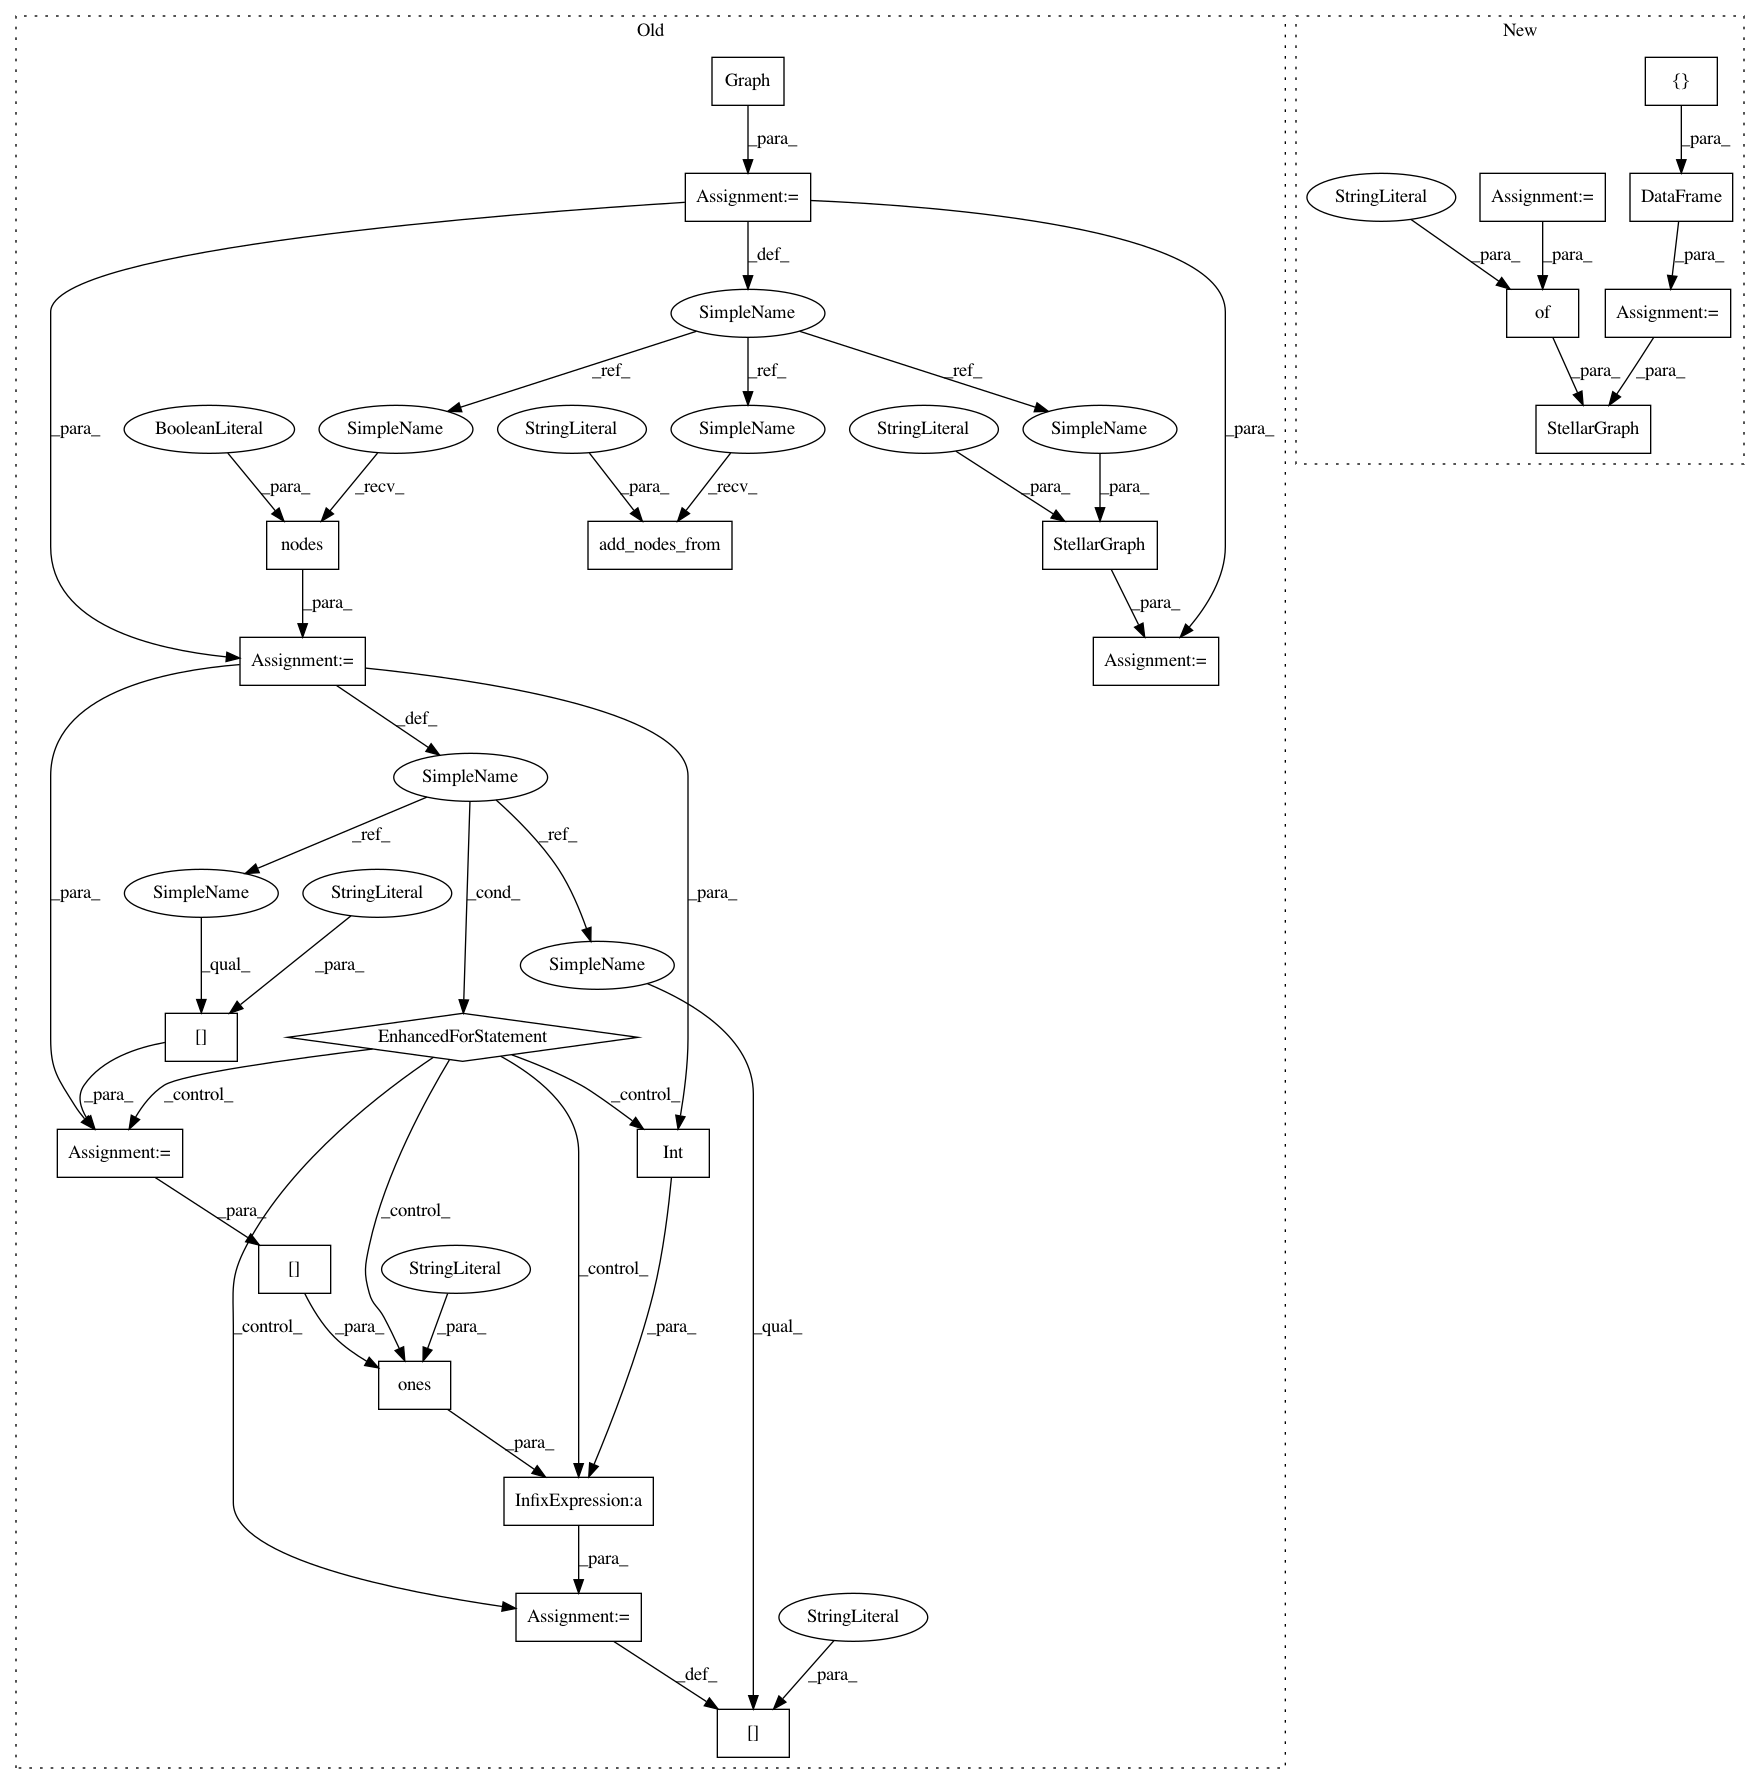 Old
New
Graph
{}
_para_
_para_
Assignment:=
StringLiteral
Assignment:=
DataFrame
_def_
_para_
_para_
_para_
SimpleName
of
Assignment:=
_ref_
_ref_
_ref_
_para_
_para_
_para_
BooleanLiteral
SimpleName
StringLiteral
SimpleName
StringLiteral
SimpleName
_para_
StellarGraph
_para_
_recv_
_para_
_recv_
_para_
_para_
nodes
add_nodes_from
StellarGraph
_para_
_para_
Assignment:=
Assignment:=
_def_
SimpleName
_ref_
_ref_
_para_
SimpleName
StringLiteral
_cond_
_para_
_qual_
_para_
SimpleName
[]
EnhancedForStatement
_para_
_control_
_control_
Assignment:=
Int
_para_
_control_
[]
StringLiteral
_control_
_control_
_para_
_para_
_para_
_qual_
ones
_para_
InfixExpression:a
_para_
Assignment:=
StringLiteral
_def_
_para_
[]